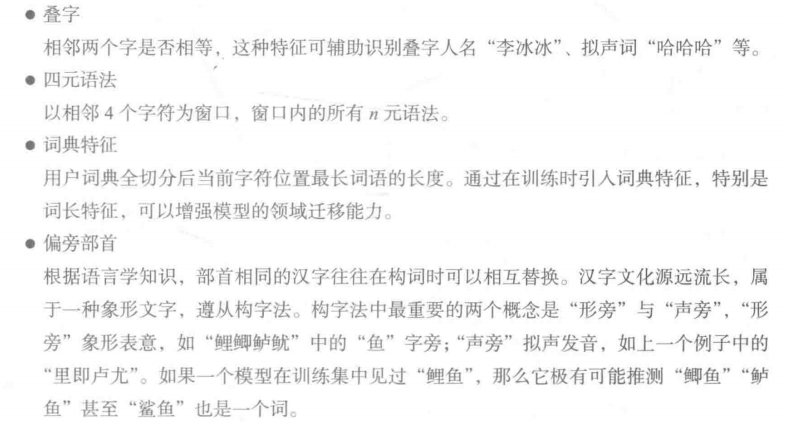 ● 叠字
相邻两个字是否相等，这种特征可辅助识别叠字人名“李冰冰”、拟声词“哈哈哈”等。
● 四元语法
以相邻 4 个字符为窗口，窗口内的所有 n 元语法。
● 词典特征
用户词典全切分后当前字符位置最长词语的长度。通过在训练时引入词典特征，特别是
词长特征，可以增强模型的领域迁移能力。
● 偏旁部首
根据语言学知识，部首相同的汉字往往在构词时可以相互替换。汉字文化源远流长，属
于一种象形文字，遵从构字法。构字法中最重要的两个概念是“形旁”与“声旁”，“形
旁”象形表意，如“鲤鲫鲈鱿”中的“鱼”字旁；“声旁”拟声发音，如上一个例子中的
“里即卢尤”。如果一个模型在训练集中见过“鲤鱼”，那么它极有可能推测“鲫鱼”“鲈
鱼”甚至“鲨鱼”也是一个词。